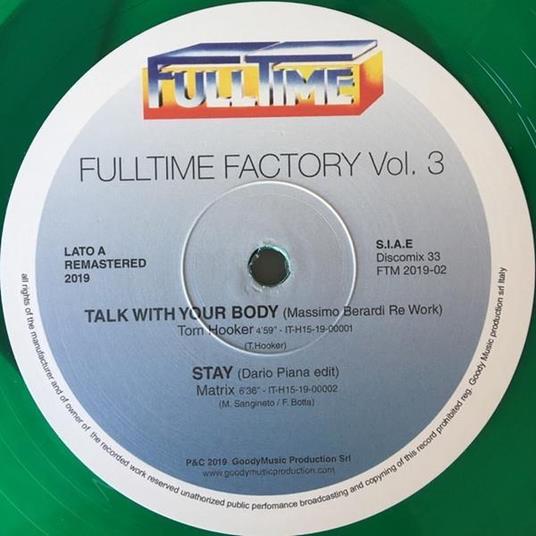 FULLTIME
FULLTIME FACTORY Vol. 3
LATO A
REMASTERED
2019
S.I.A.E
Discomix 33
FTM 2019-02
TALK WITH YOUR BODY (Massimo Berardi Re Work)
Tom Hooker 4'59" - IT-H15-19-00001
(T.Hooker)
STAY (Dario Piana edit)
Matrix 6'36" - IT-H15-19-00002
(M. Sangineto / F. Botta)
P&C 2019 GoodyMusic Production Srl
www.goodymusicproduction.com
all rights of the manufacturer and of owner of the recorded work reserved unathorized public perfomance broadcasting and copyrning of this record prohibited reg. Goody Music production srl Italy